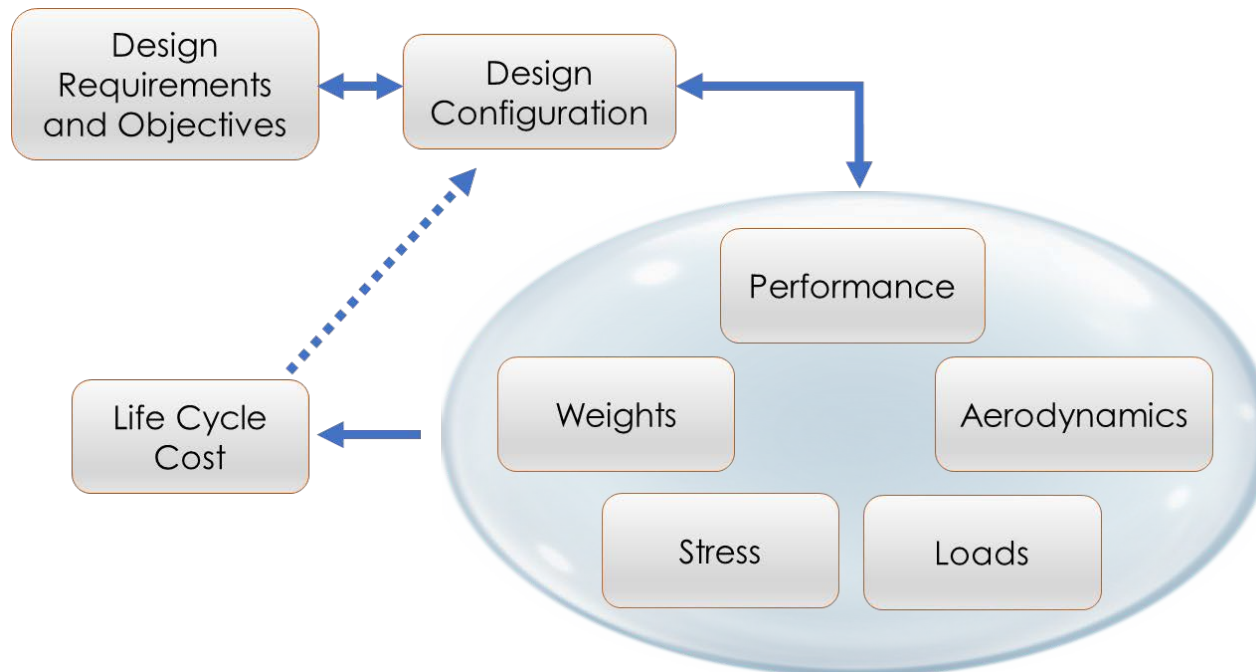 Design
Requirements
and Objectives
Design
Configuration
Performance
Weights
Aerodynamics
Life Cycle
Cost
Stress
Loads